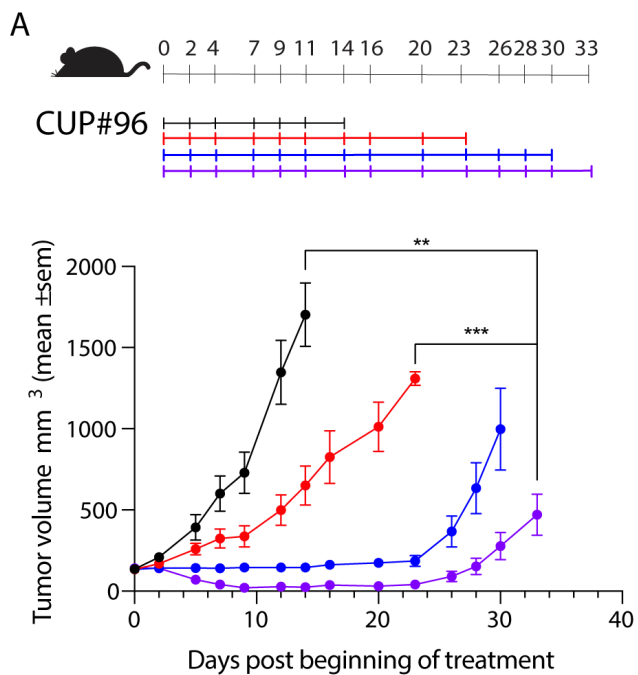 A
0 2 4 7 9 11 14 16 20 23 26 28 30 33
CUP#96
Tumor volume mm 3 (mean ±sem)
2000
1500
1000
500
0
**
***
0 10 20 30 40
Days post beginning of treatment